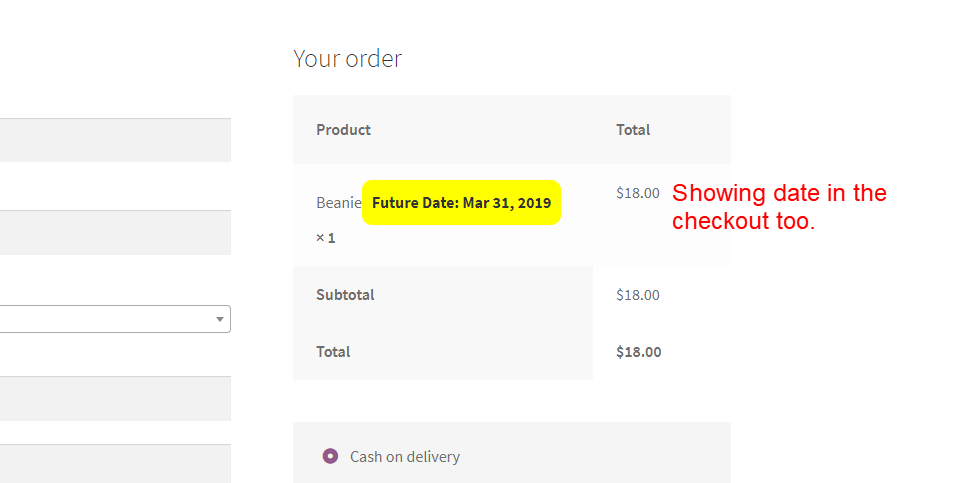 Your order
Product Total
Beanie Future Date: Mar 31, 2019 $18.00
× 1
Showing date in the
checkout too.
Subtotal $18.00
Total $18.00
Cash on delivery